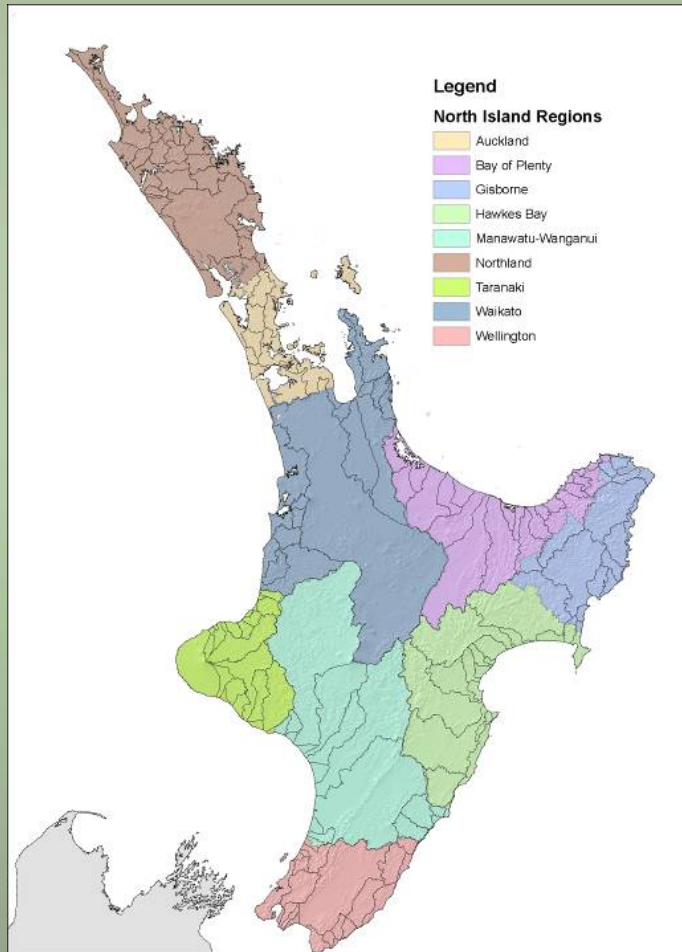 Legend
North Island Regions
Auckland
Bay of Plenty
Gisborne
Hawkes Bay
Manawatu-Wanganui
Northland
Taranaki
Waikato
Wellington